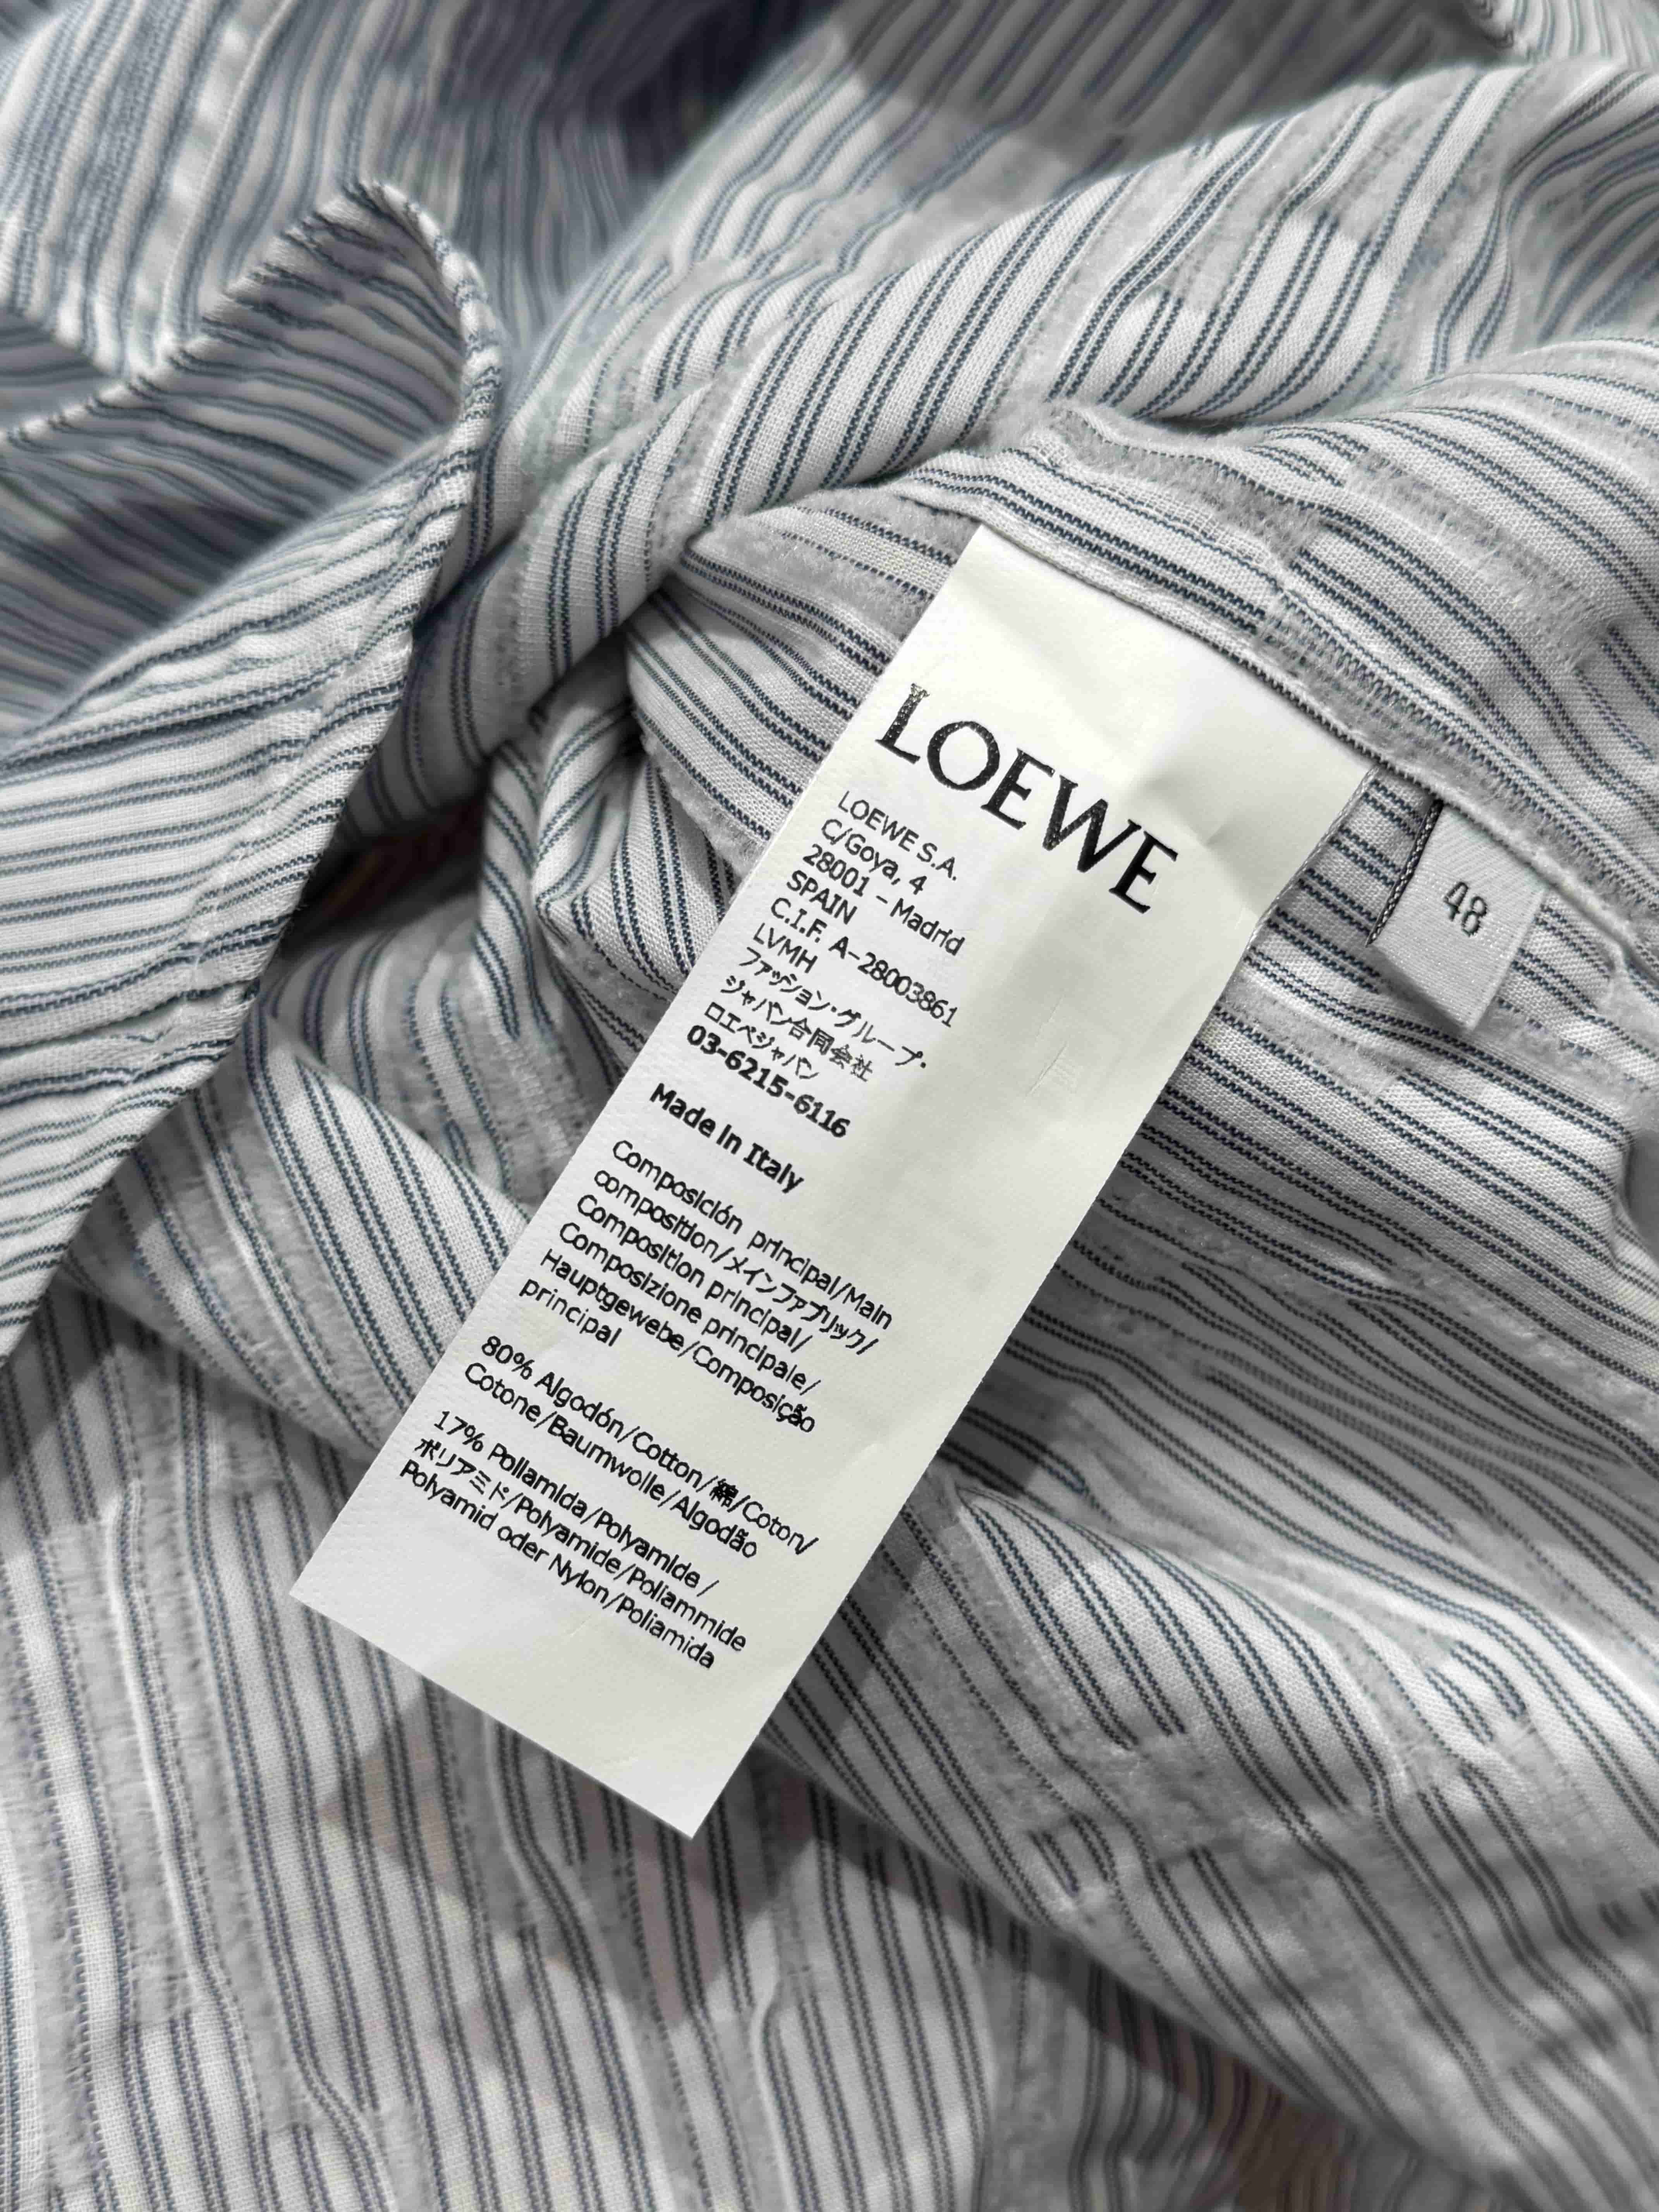 LOEWE
LOEWE S.A.
C/Goya, 4
28001 - Madrid
SPAIN
C.I.F. A-28003861
LVMH
ファッション・グループ・
ジャパン合同会社
ロエベジャパン
03-6215-6116
Made in Italy
Composición principal/Main
composition/メインファブリック/
Composition principal/
Composizione principale/
Hauptgewebe/Composição
principal
80% Algodón/Cotton/綿/Coton/
Cotone/Baumwolle/Algodão
17% Poliamida/Polyamide /
ポリアミド/Polyamide/Poliammide
Polyamid oder Nylon/Poliamida
48